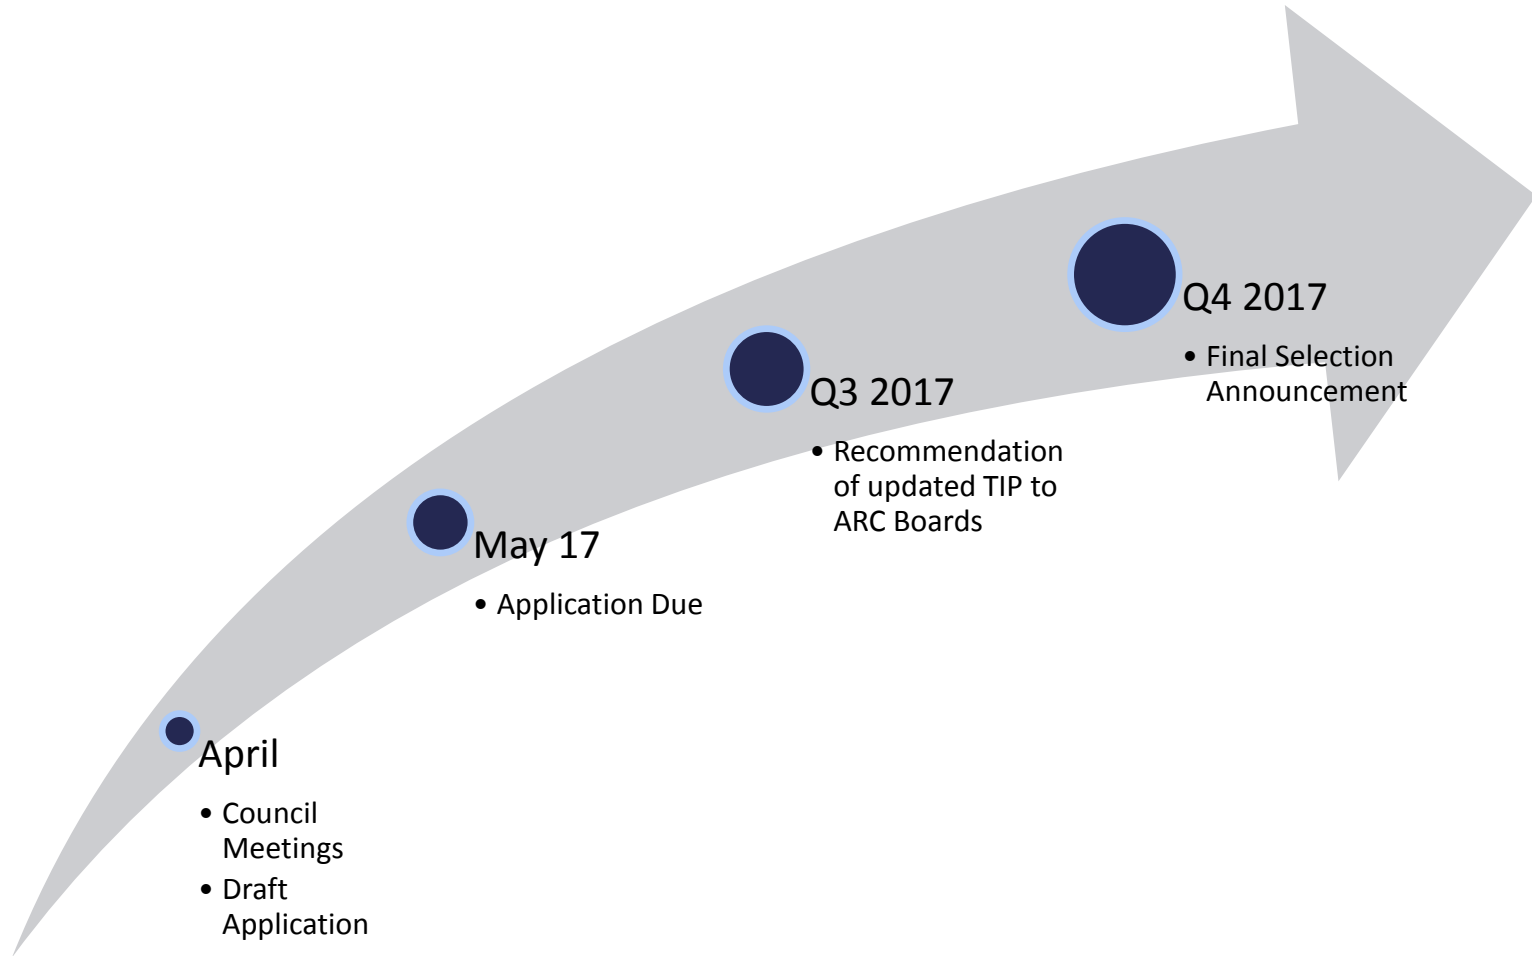 April
• Council
Meetings
• Draft
Application
May 17
• Application Due
Q3 2017
• Recommendation
of updated TIP to
ARC Boards
Q4 2017
• Final Selection
Announcement